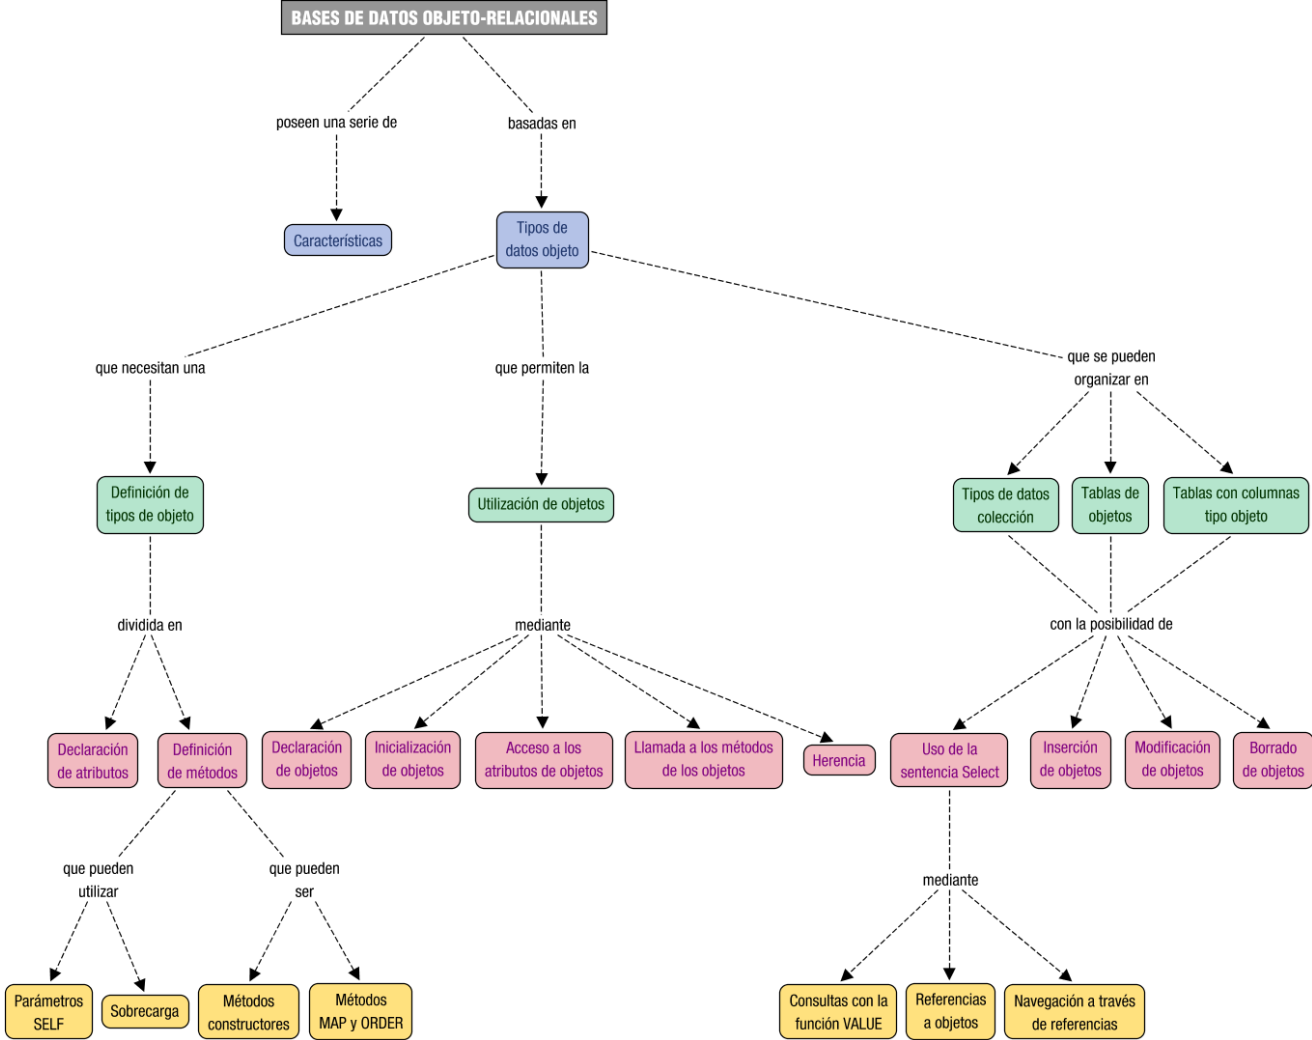 BASES DE DATOS OBJETO-RELACIONALES
poseen una serie de
basadas en
Características
Tipos de
datos objeto
que necesitan una
que permiten la
que se pueden
organizar en
Definición de
tipos de objeto
Utilización de objetos
Tipos de datos
colección
Tablas de
objetos
Tablas con columnas
tipo objeto
dividida en
mediante
con la posibilidad de
Declaración
de atributos
Definición
de métodos
Declaración
de objetos
Inicialización
de objetos
Acceso a los
atributos de objetos
Llamada a los métodos
de los objetos
Herencia
Uso de la
sentencia Select
Inserción
de objetos
Modificación
de objetos
Borrado
de objetos
que pueden
utilizar
que pueden
ser
mediante
Parámetros
SELF
Sobrecarga
Métodos
constructores
Métodos
MAP y ORDER
Consultas con la
función VALUE
Referencias
a objetos
Navegación a través
de referencias